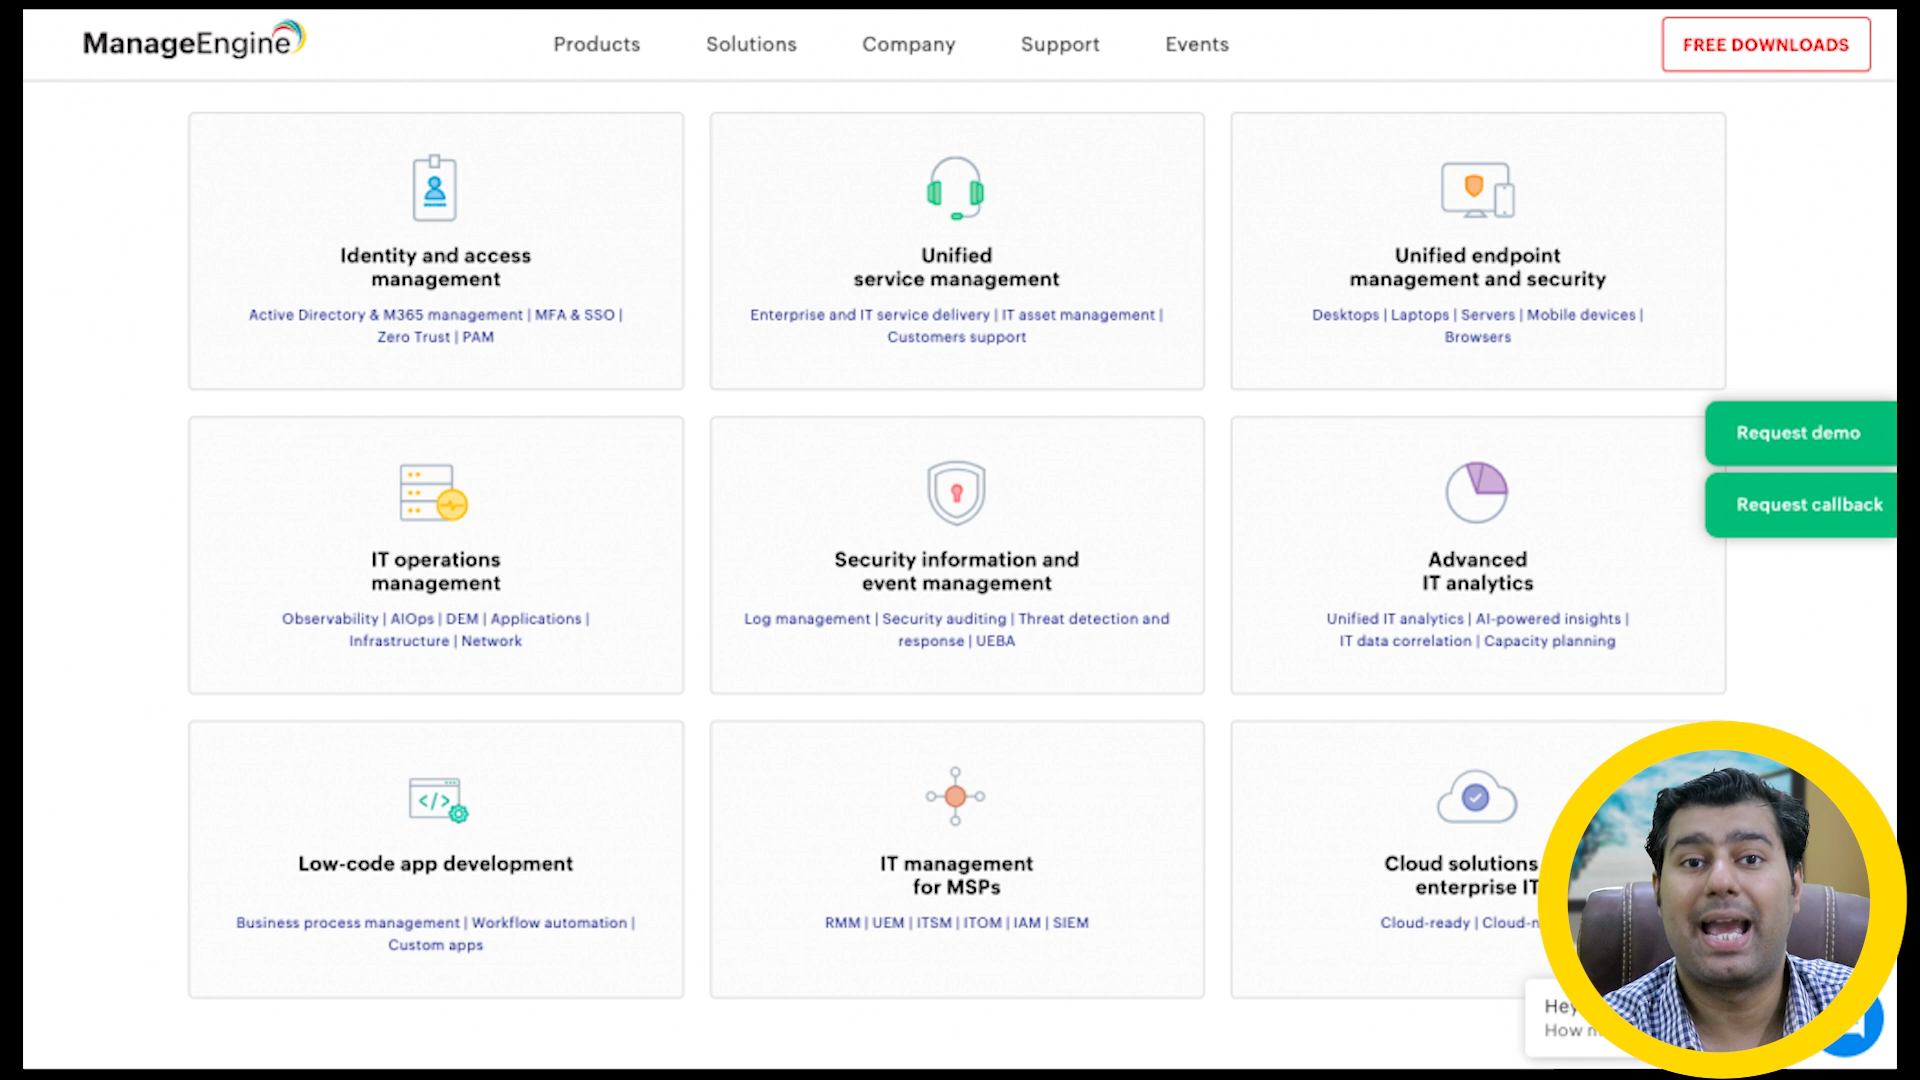 ManageEngine
Products
Solutions
Company
Support
Events
FREE DOWNLOADS
Identity and access
management
Active Directory & M365 management | MFA & SSO |
Zero Trust | PAM
Unified
service management
Enterprise and IT service delivery | IT asset management |
Customers support
Unified endpoint
management and security
Desktops | Laptops | Servers | Mobile devices |
Browsers
Request demo
Request callback
IT operations
management
Observability | AIOps | DEM | Applications |
Infrastructure | Network
Security information and
event management
Log management | Security auditing | Threat detection and
response | UEBA
Advanced
IT analytics
Unified IT analytics | AI-powered insights |
IT data correlation | Capacity planning
Low-code app development
Business process management | Workflow automation |
Custom apps
IT management
for MSPs
RMM | UEM | ITSM | ITOM | IAM | SIEM
Cloud solutions
enterprise IT
Cloud-ready |
How